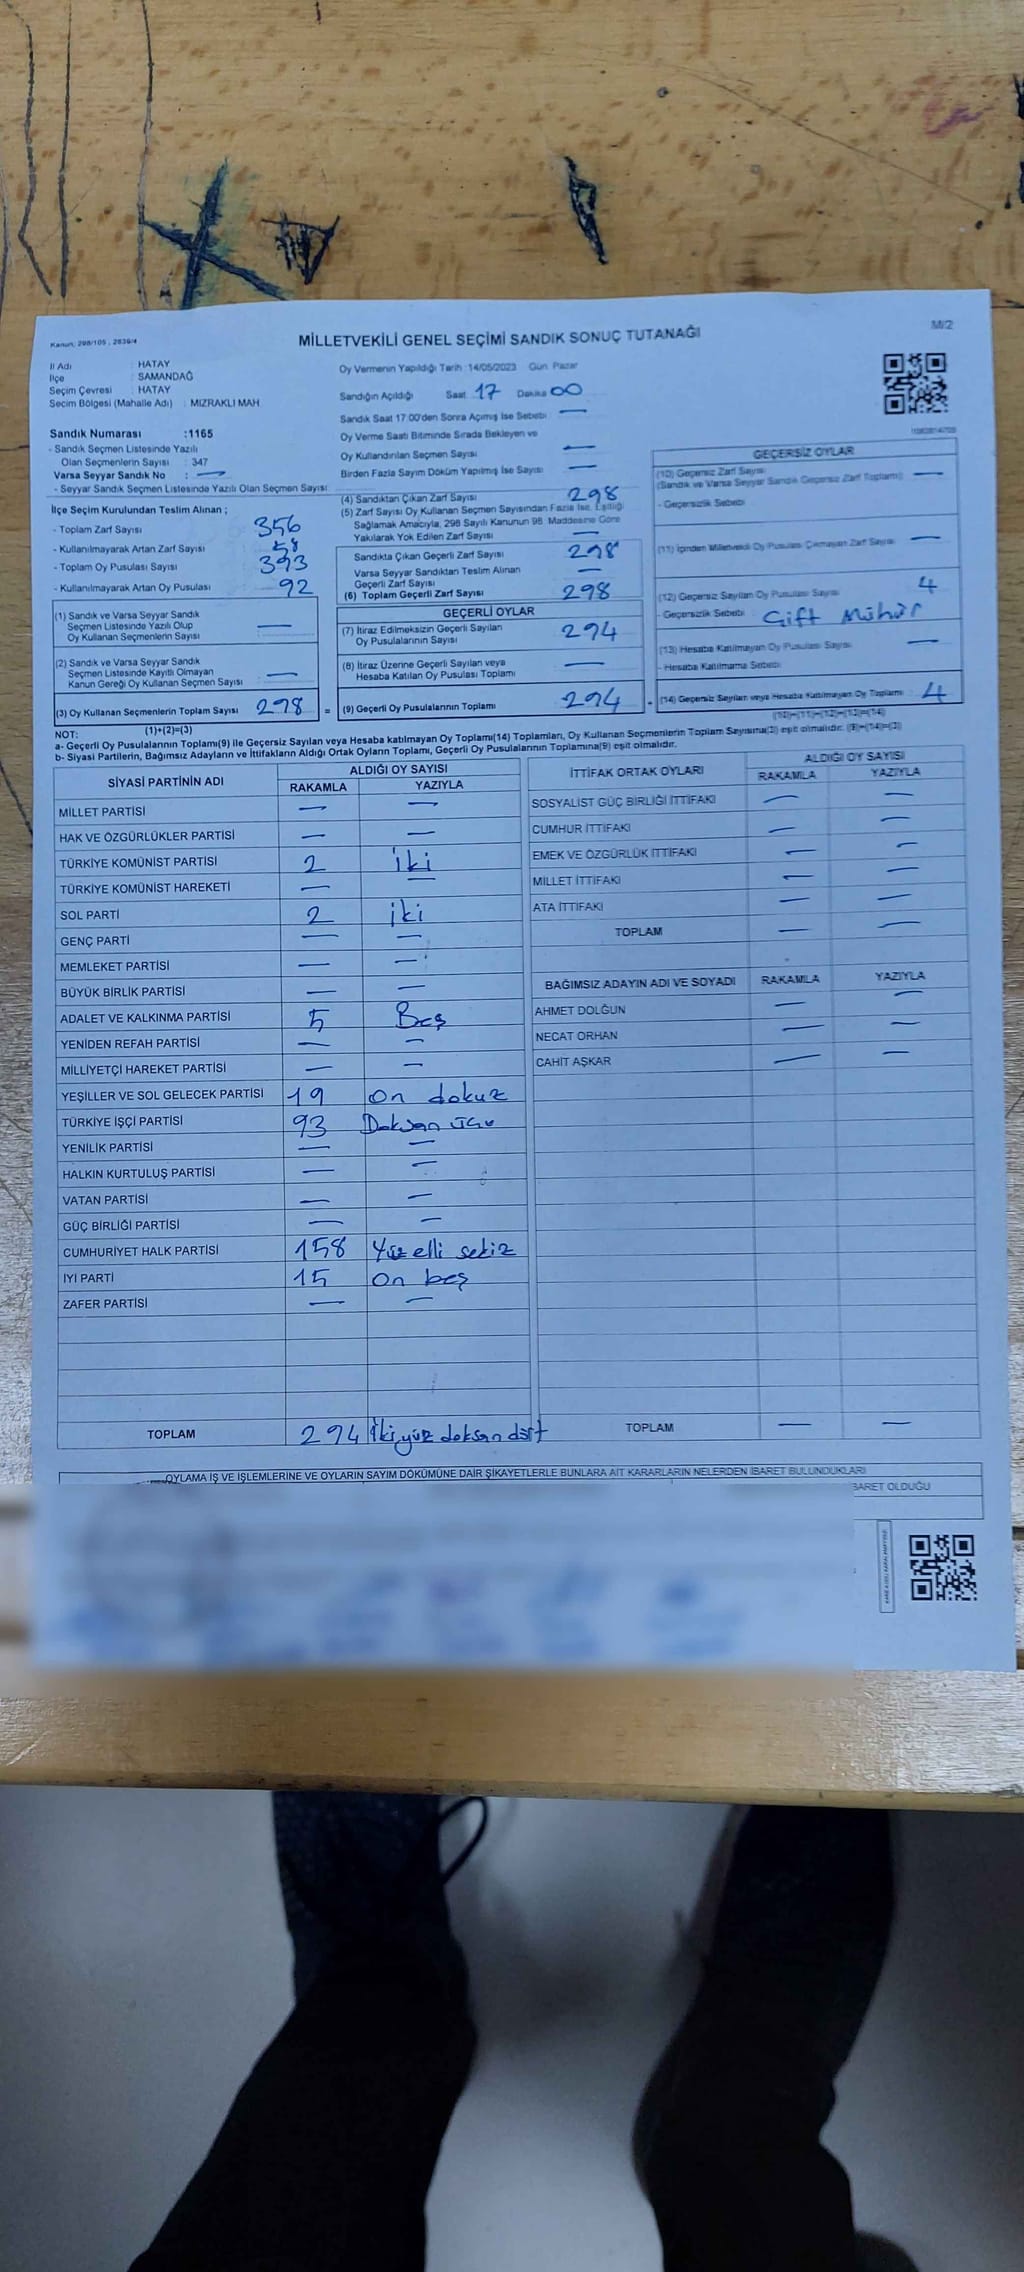 Kanun: 298/105 , 2839/4
MİLLETVEKİLİ GENEL SEÇİMİ SANDIK SONUÇ TUTANAĞI
M/2
İl Adı : HATAY
İlçe : SAMANDAĞ
Seçim Çevresi : HATAY
Seçim Bölgesi (Mahalle Adı) : MIZRAKLI MAH.
Sandık Numarası :1165
- Sandık Seçmen Listesinde Yazılı
Olan Seçmenlerin Sayısı : 347
Varsa Seyyar Sandık No : —
- Seyyar Sandık Seçmen Listesinde Yazılı Olan Seçmen Sayısı:
İlçe Seçim Kurulundan Teslim Alınan ;
- Toplam Zarf Sayısı 356
- Kullanılmayarak Artan Zarf Sayısı 58
- Toplam Oy Pusulası Sayısı 393
- Kullanılmayarak Artan Oy Pusulası 92
(1) Sandık ve Varsa Seyyar Sandık
Seçmen Listesinde Yazılı Olup
Oy Kullanan Seçmenlerin Sayısı —
(2) Sandık ve Varsa Seyyar Sandık
Seçmen Listesinde Kayıtlı Olmayan
Kanun Gereği Oy Kullanan Seçmen Sayısı : —
(3) Oy Kullanan Seçmenlerin Toplam Sayısı 298 =
(1)+(2)=(3)
Oy Vermenin Yapıldığı Tarih :14/05/2023 Gün: Pazar
Sandığın Açıldığı Saat :17 Dakika 00
Sandık Saat 17.00'den Sonra Açımış İse Sebebi —
Oy Verme Saati Bitiminde Sırada Bekleyen ve
Oy Kullandırılan Seçmen Sayısı —
Birden Fazla Sayım Döküm Yapılmış İse Sayısı —
(4) Sandıktan Çıkan Zarf Sayısı 298
(5) Zarf Sayısı Oy Kullanan Seçmen Sayısından Fazla İse, Eşitliği
Sağlamak Amacıyla, 298 Sayılı Kanunun 98. Maddesine Göre
Yakılarak Yok Edilen Zarf Sayısı —
Sandıkta Çıkan Geçerli Zarf Sayısı 298
Varsa Seyyar Sandıktan Teslim Alınan
Geçerli Zarf Sayısı —
(6) Toplam Geçerli Zarf Sayısı 298
GEÇERLİ OYLAR
(7) İtiraz Edilmeksizin Geçerli Sayılan
Oy Pusulalarının Sayısı 294
(8) İtiraz Üzerine Geçerli Sayılan veya
Hesaba Katılan Oy Pusulası Toplamı —
(9) Geçerli Oy Pusulalarının Toplamı 294
GEÇERSİZ OYLAR
(10) Geçersiz Zarf Sayısı
(Sandık ve Varsa Seyyar Sandık Geçersiz Zarf Toplamı) —
- Geçersizlik Sebebi
(11) İçinden Milletvekili Oy Pusulası Çıkmayan Zarf Sayısı —
(12) Geçersiz Sayılan Oy Pusulası Sayısı 4
- Geçersizlik Sebebi Çift Mühür
(13) Hesaba Katılmayan Oy Pusulası Sayısı —
- Hesaba Katılmama Sebebi
(14) Geçersiz Sayılan veya Hesaba Katılmayan Oy Toplamı 4
((10)+(11)+(12)+(13)=(14)
NOT:
a- Geçerli Oy Pusulalarının Toplamı(9) ile Geçersiz Sayılan veya Hesaba katılmayan Oy Toplamı(14) Toplamları, Oy Kullanan Seçmenlerin Toplam Sayısına(3) eşit olmalıdır. ((9)+(14)=(3))
b- Siyasi Partilerin, Bağımsız Adayların ve İttifakların Aldığı Ortak Oyların Toplamı, Geçerli Oy Pusulalarının Toplamına(9) eşit olmalıdır.
SİYASİ PARTİNİN ADI ALDIĞI OY SAYISI
RAKAMLA YAZIYLA
MİLLET PARTİSİ — —
HAK VE ÖZGÜRLÜKLER PARTİSİ — —
TÜRKİYE KOMÜNİST PARTİSİ 2 iki
TÜRKİYE KOMÜNİST HAREKETİ — —
SOL PARTİ 2 iki
GENÇ PARTİ — —
MEMLEKET PARTİSİ — —
BÜYÜK BİRLİK PARTİSİ — —
ADALET VE KALKINMA PARTİSİ 5 Beş
YENİDEN REFAH PARTİSİ — —
MİLLİYETÇİ HAREKET PARTİSİ — —
YEŞİLLER VE SOL GELECEK PARTİSİ 19 On dokuz
TÜRKİYE İŞÇİ PARTİSİ 93 Doksan üç
YENİLİK PARTİSİ — —
HALKIN KURTULUŞ PARTİSİ — —
VATAN PARTİSİ — —
GÜÇ BİRLİĞİ PARTİSİ — —
CUMHURİYET HALK PARTİSİ 158 Yüz elli sekiz
İYİ PARTİ 15 On beş
ZAFER PARTİSİ — —
TOPLAM 294 İki yüz doksan dört
İTTİFAK ORTAK OYLARI ALDIĞI OY SAYISI
RAKAMLA YAZIYLA
SOSYALİST GÜÇ BİRLİĞİ İTTİFAKI — —
CUMHUR İTTİFAKI — —
EMEK VE ÖZGÜRLÜK İTTİFAKI — —
MİLLET İTTİFAKI — —
ATA İTTİFAKI — —
TOPLAM — —
BAĞIMSIZ ADAYIN ADI VE SOYADI RAKAMLA YAZIYLA
AHMET DOLĞUN — —
NECAT ORHAN — —
CAHİT AŞKAR — —
TOPLAM — —
OYLAMA İŞ VE İŞLEMLERİNE VE OYLARIN SAYIM DÖKÜMÜNE DAİR ŞİKAYETLERLE BUNLARA AİT KARARLARIN NELERDEN İBARET BULUNDUKLARI
BARET OLDUĞU